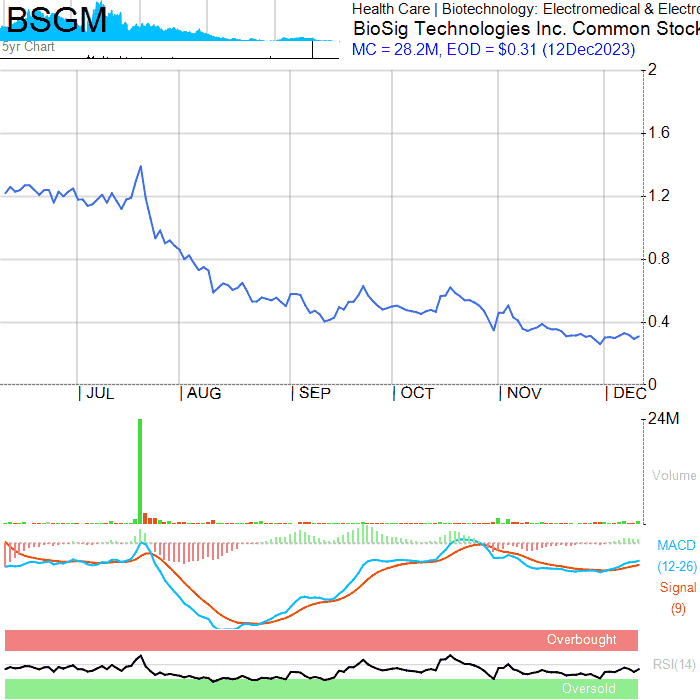 BSGM
5yr Chart
Health Care | Biotechnology: Electromedical & Electro
BioSig Technologies Inc. Common Stock
MC = 28.2M, EOD = $0.31 (12Dec2023)
2
1.6
1.2
0.8
0.4
0
| JUL | AUG | SEP | OCT | NOV | DEC
24M
Volume
MACD
(12-26)
Signal
(9)
Overbought
RSI(14)
Oversold